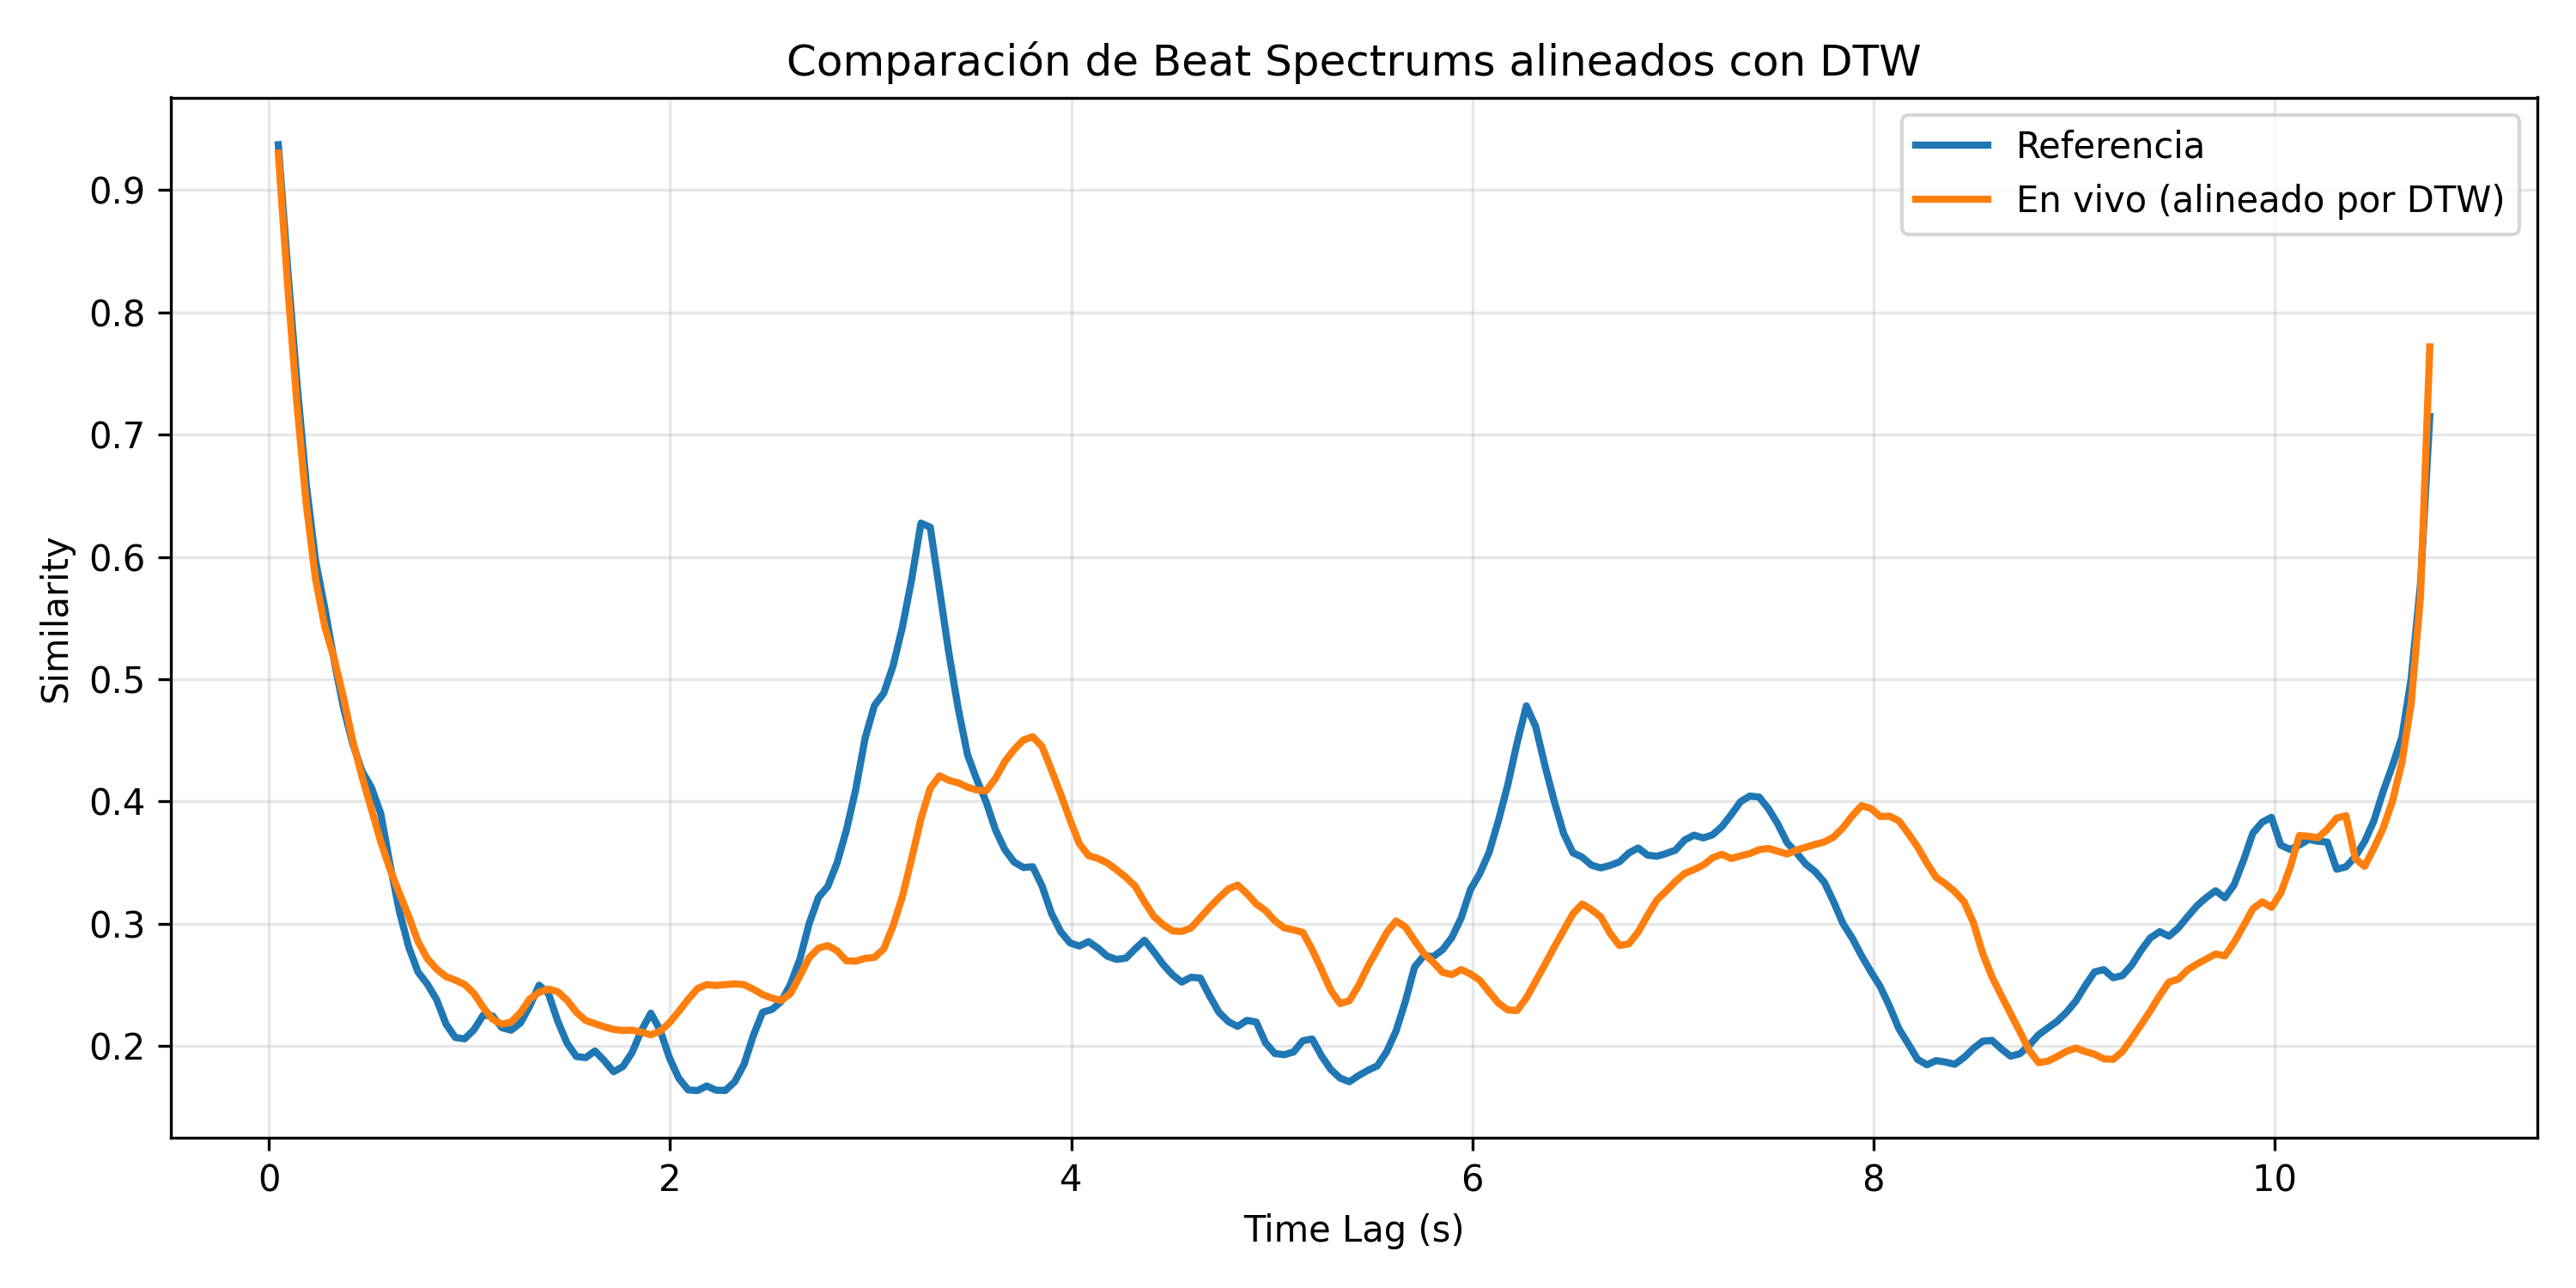 Comparación de Beat Spectrums alineados con DTW
Referencia
En vivo (alineado por DTW)
Similarity
0.9
0.8
0.7
0.6
0.5
0.4
0.3
0.2
0 2 4 6 8 10
Time Lag (s)